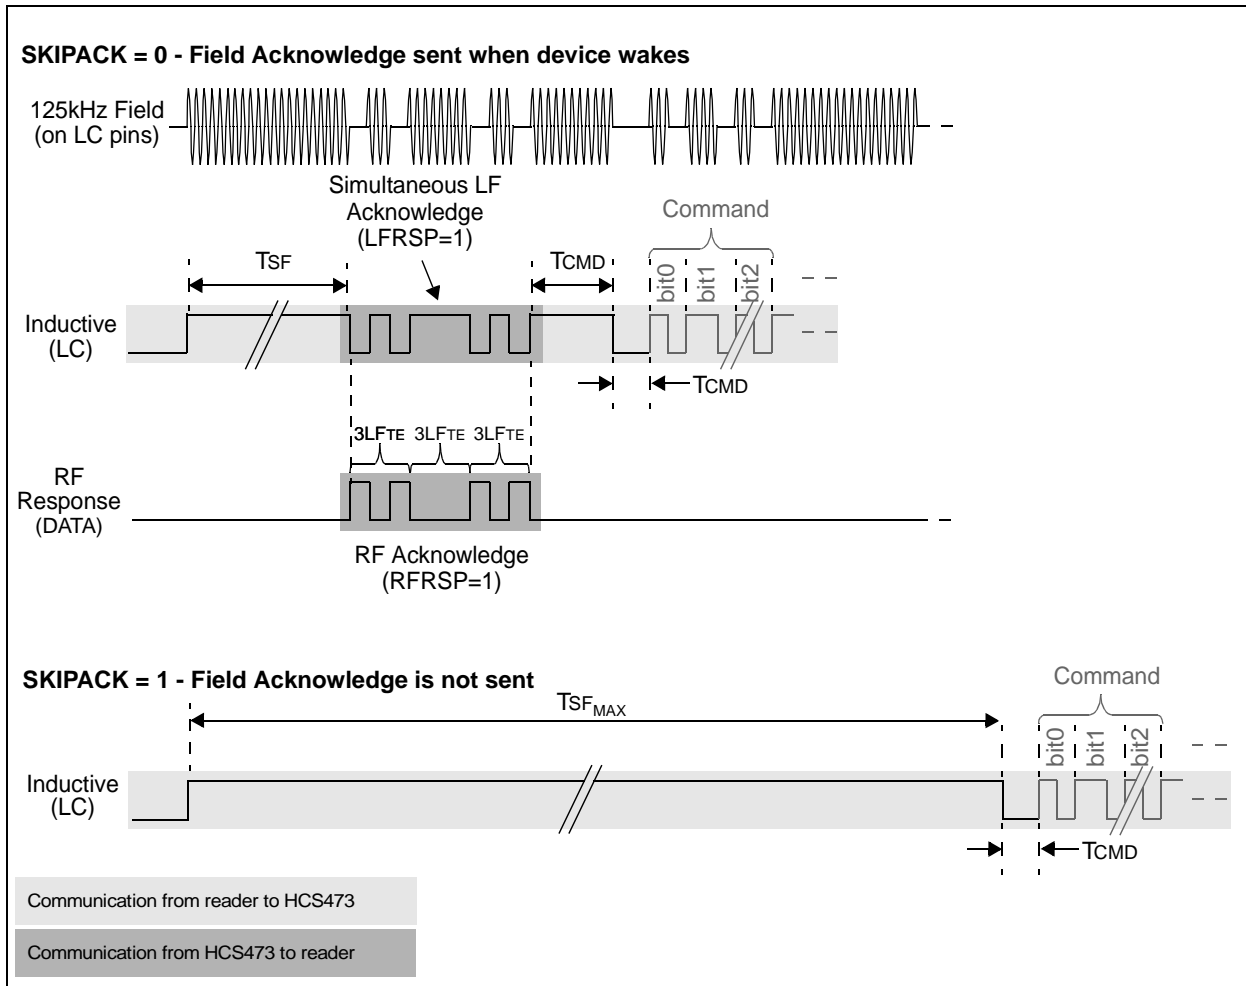 SKIPACK = 0 - Field Acknowledge sent when device wakes
125kHz Field
(on LC pins)
Simultaneous LF
Acknowledge
(LFRSP=1)
Command
TSF
TCMD
bit0
bit1
bit2
Inductive
(LC)
TCMD
3LFTE 3LFTE 3LFTE
RF
Response
(DATA)
RF Acknowledge
(RFRSP=1)
SKIPACK = 1 - Field Acknowledge is not sent
Command
TSFMAX
bit0
bit1
bit2
Inductive
(LC)
TCMD
Communication from reader to HCS473
Communication from HCS473 to reader